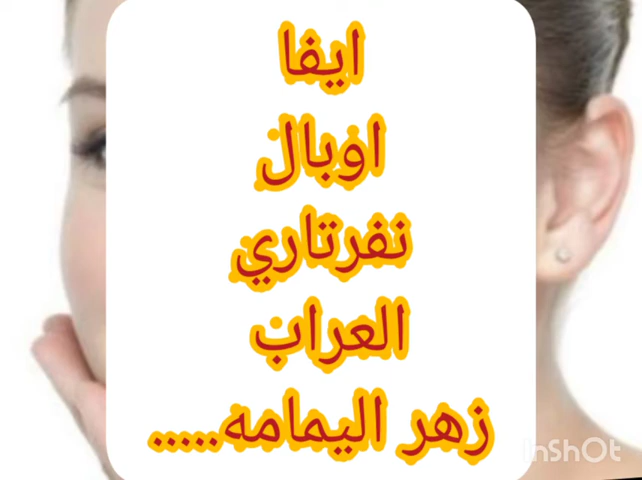 ايفا
اوبال
نفرتاري
العراب
زهر اليمامه.....
InShOt